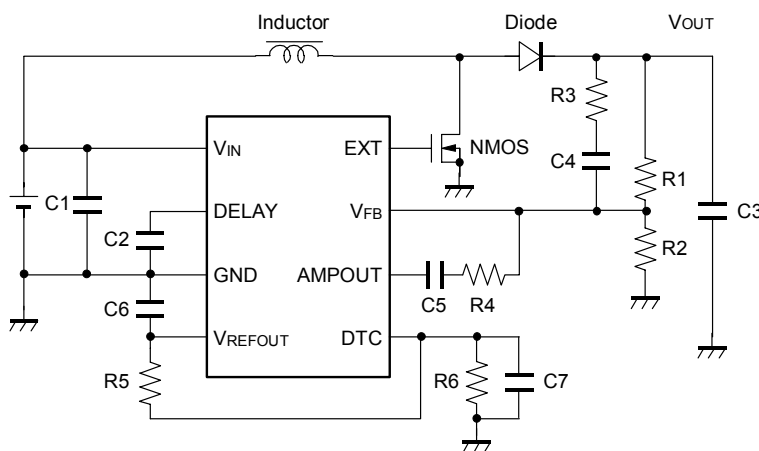 Inductor
Diode
VOUT
R3
VIN
EXT
NMOS
C1
C4
R1
DELAY
VFB
C3
C2
R2
GND
AMPOUT
C5
R4
C6
VREFOUT
DTC
R5
R6
C7